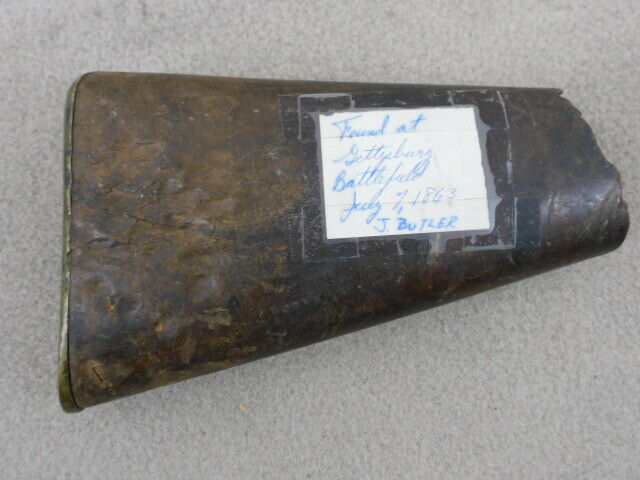 Found at
Gettysburg
Battlefield
July 7, 1863
J. BUTLER